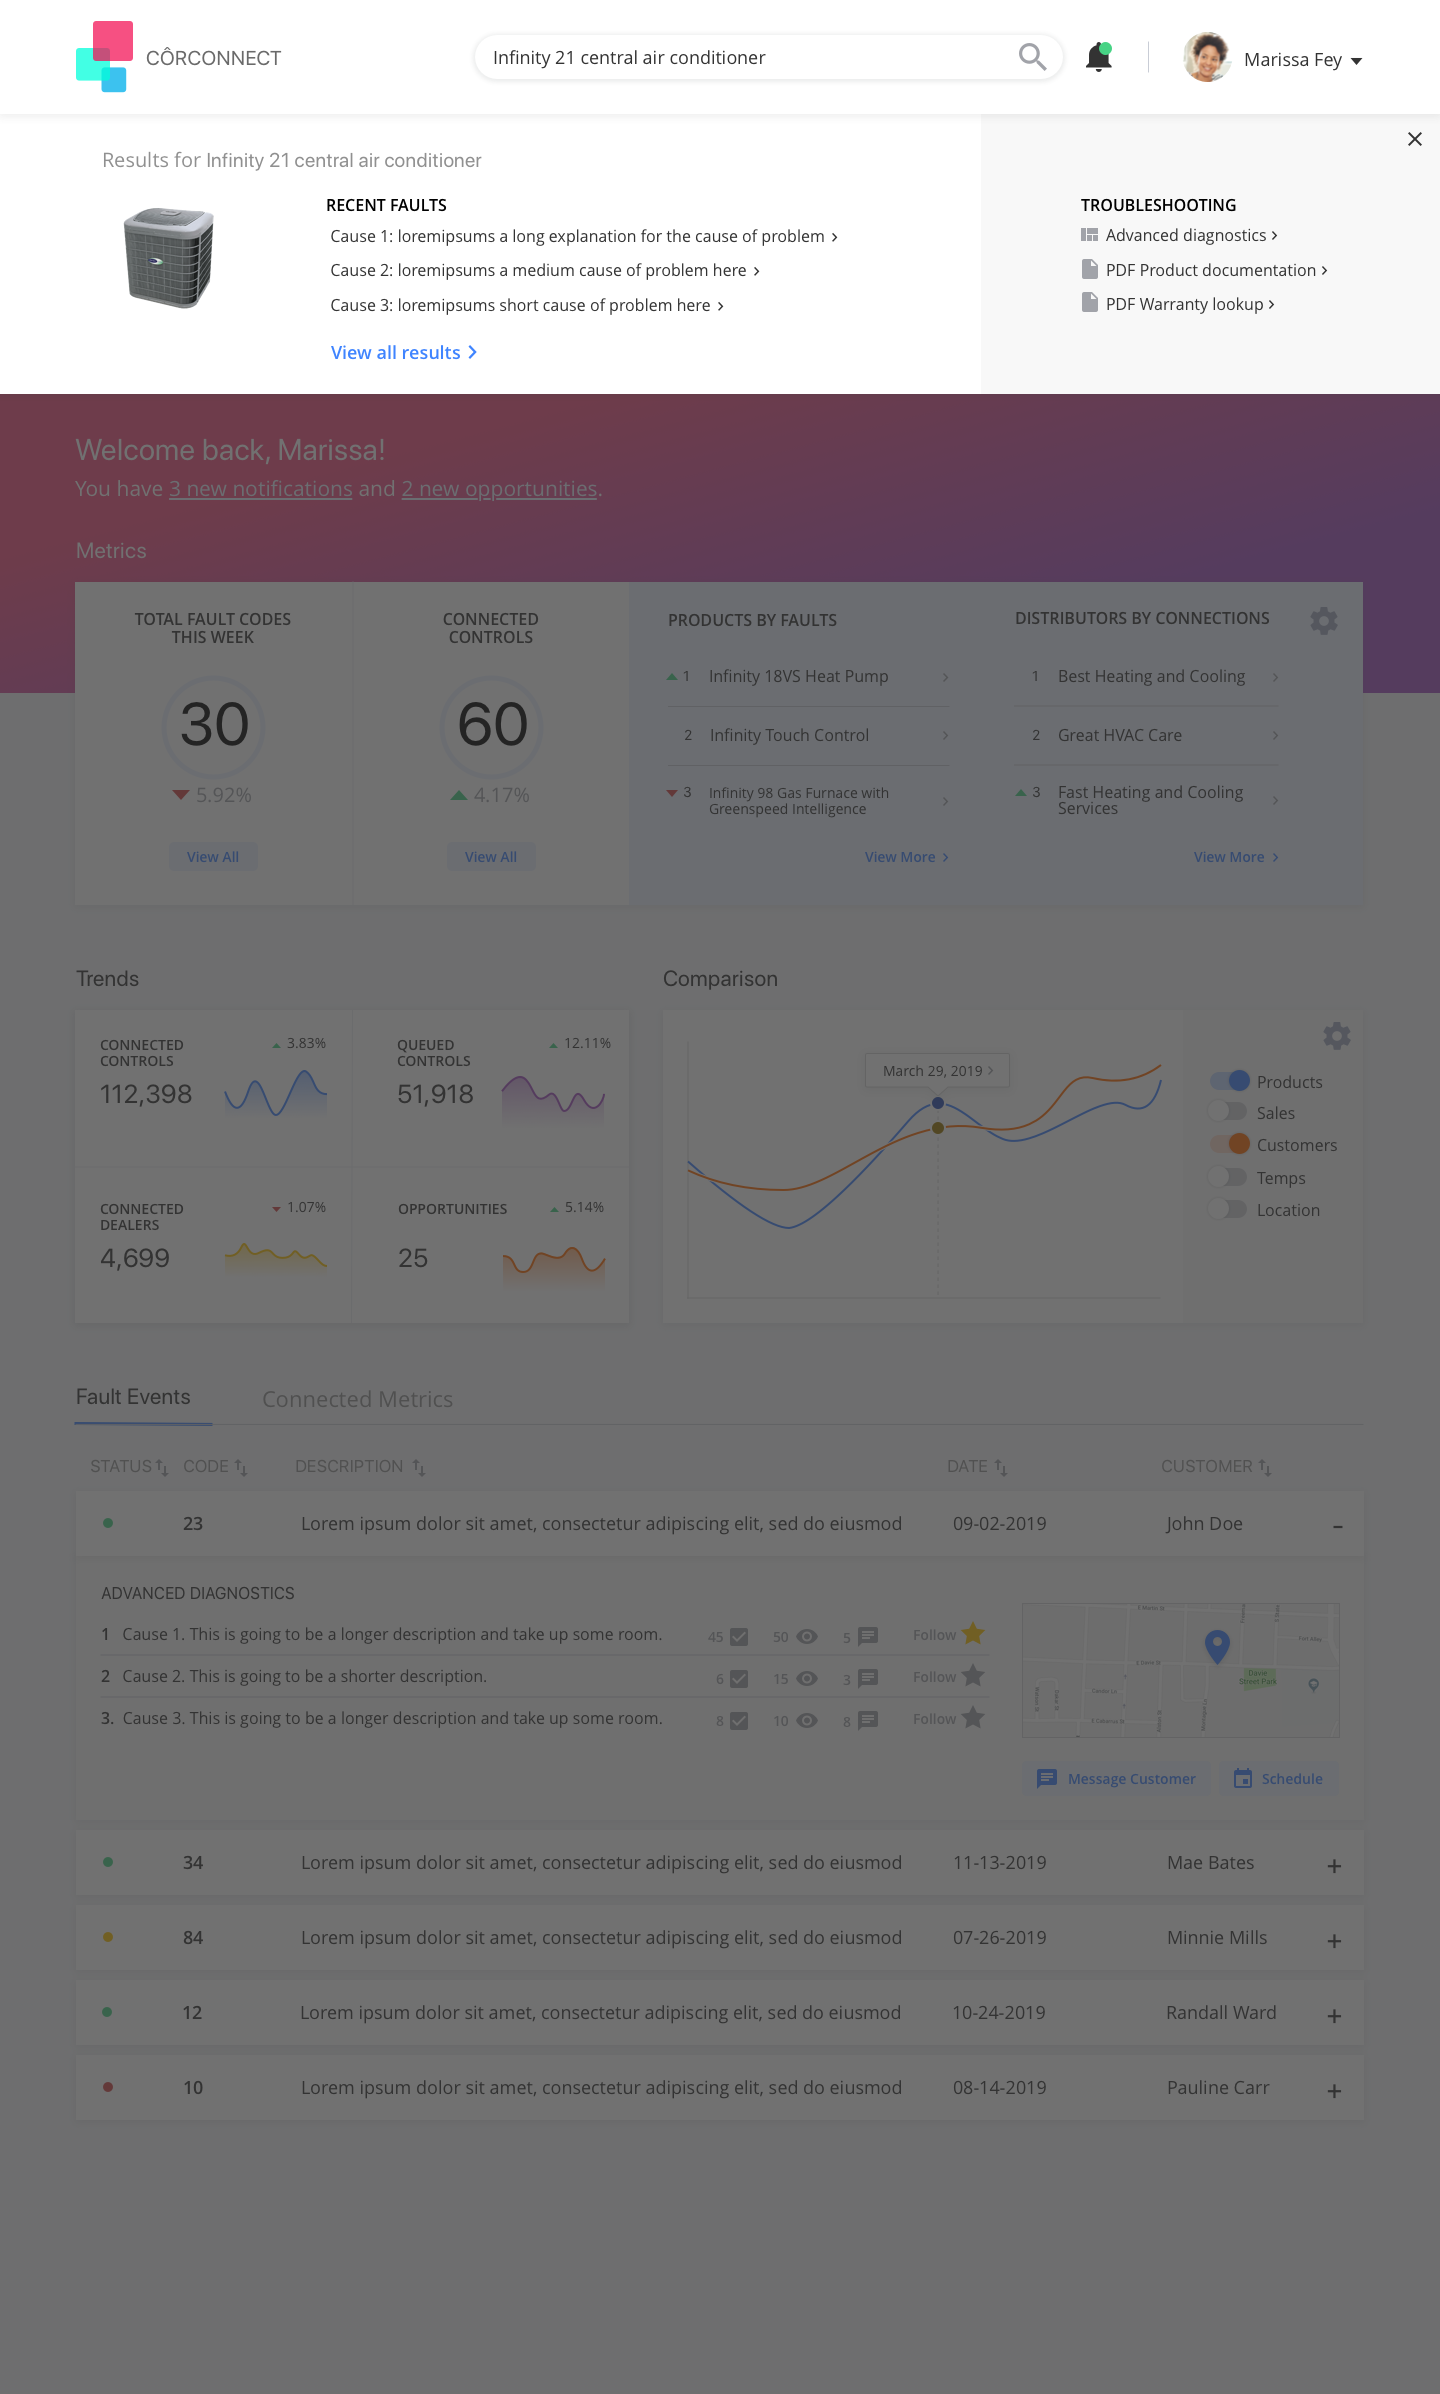 CÔRCONNECT
Infinity 21 central air conditioner
Marissa Fey
Results for Infinity 21 central air conditioner
RECENT FAULTS
Cause 1: loremipsums a long explanation for the cause of problem
Cause 2: loremipsums a medium cause of problem here
Cause 3: loremipsums short cause of problem here
View all results
TROUBLESHOOTING
Advanced diagnostics
PDF Product documentation
PDF Warranty lookup
Welcome back, Marissa!
You have 3 new notifications and 2 new opportunities.
Metrics
TOTAL FAULT CODES
THIS WEEK
30
5.92%
View All
CONNECTED
CONTROLS
60
4.17%
View All
PRODUCTS BY FAULTS
1 Infinity 18VS Heat Pump
2 Infinity Touch Control
3 Infinity 98 Gas Furnace with
Greenspeed Intelligence
View More
DISTRIBUTORS BY CONNECTIONS
1 Best Heating and Cooling
2 Great HVAC Care
3 Fast Heating and Cooling
Services
View More
Trends
CONNECTED
CONTROLS
3.83%
112,398
QUEUED
CONTROLS
12.11%
51,918
CONNECTED
DEALERS
1.07%
4,699
OPPORTUNITIES
5.14%
25
Comparison
March 29, 2019
Products
Sales
Customers
Temps
Location
Fault Events
Connected Metrics
STATUS CODE DESCRIPTION DATE CUSTOMER
23 Lorem ipsum dolor sit amet, consectetur adipiscing elit, sed do eiusmod 09-02-2019 John Doe –
ADVANCED DIAGNOSTICS
1 Cause 1. This is going to be a longer description and take up some room. 45 50 5 Follow
2 Cause 2. This is going to be a shorter description. 6 15 3 Follow
3. Cause 3. This is going to be a longer description and take up some room. 8 10 8 Follow
Davie
Street Park
Message Customer
Schedule
34 Lorem ipsum dolor sit amet, consectetur adipiscing elit, sed do eiusmod 11-13-2019 Mae Bates +
84 Lorem ipsum dolor sit amet, consectetur adipiscing elit, sed do eiusmod 07-26-2019 Minnie Mills +
12 Lorem ipsum dolor sit amet, consectetur adipiscing elit, sed do eiusmod 10-24-2019 Randall Ward +
10 Lorem ipsum dolor sit amet, consectetur adipiscing elit, sed do eiusmod 08-14-2019 Pauline Carr +